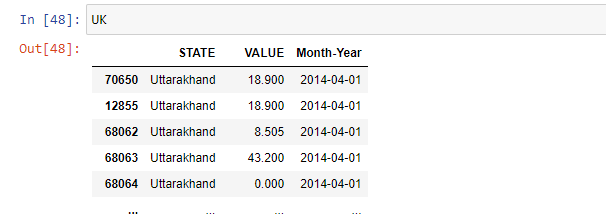 In [48]: UK
Out[48]:
STATE VALUE Month-Year
70650 Uttarakhand 18.900 2014-04-01
12855 Uttarakhand 18.900 2014-04-01
68062 Uttarakhand 8.505 2014-04-01
68063 Uttarakhand 43.200 2014-04-01
68064 Uttarakhand 0.000 2014-04-01
... ... ... ...